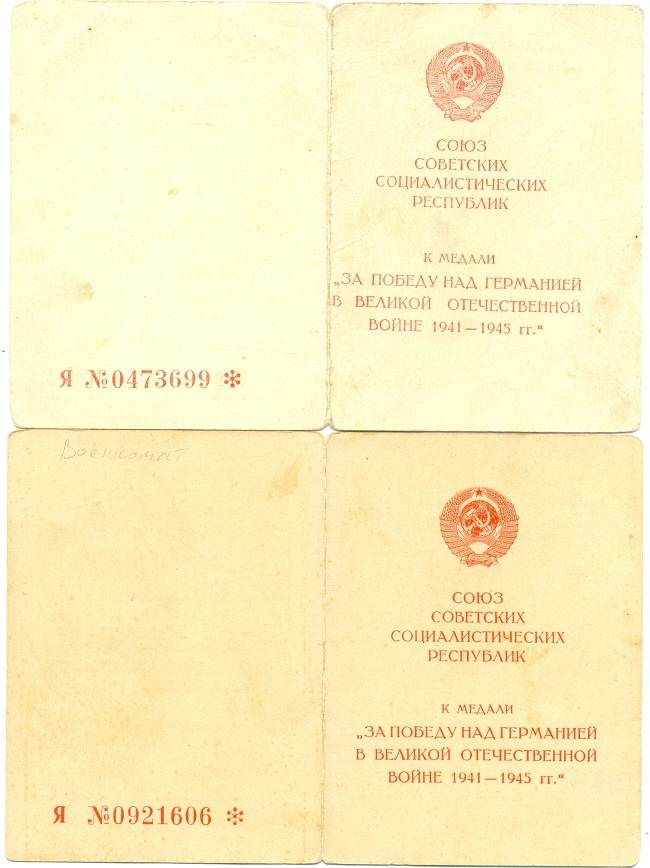 СОЮЗ
СОВЕТСКИХ
СОЦИАЛИСТИЧЕСКИХ
РЕСПУБЛИК
К МЕДАЛИ
„ЗА ПОБЕДУ НАД ГЕРМАНИЕЙ
В ВЕЛИКОЙ ОТЕЧЕСТВЕННОЙ
ВОЙНЕ 1941—1945 гг.“
Я №0473699 *
Военкомат
СОЮЗ
СОВЕТСКИХ
СОЦИАЛИСТИЧЕСКИХ
РЕСПУБЛИК
К МЕДАЛИ
„ЗА ПОБЕДУ НАД ГЕРМАНИЕЙ
В ВЕЛИКОЙ ОТЕЧЕСТВЕННОЙ
ВОЙНЕ 1941—1945 гг.“
Я №0921606 *